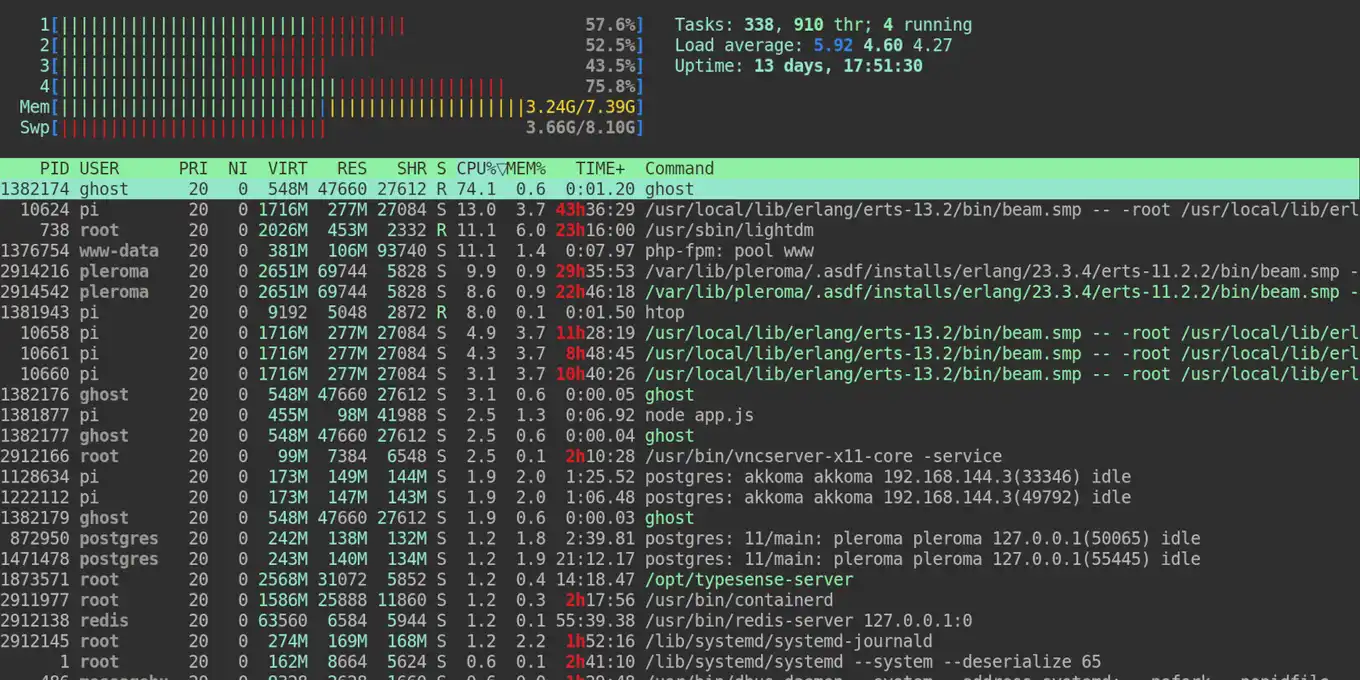 1[||||||||||||||||||||||||||||||||||| 57.6%] Tasks: 338, 910 thr; 4 running
2[|||||||||||||||||||||||||||||||| 52.5%] Load average: 5.92 4.60 4.27
3[||||||||||||||||||||||||||| 43.5%] Uptime: 13 days, 17:51:30
4[||||||||||||||||||||||||||||||||||||||||||||| 75.8%]
Mem[|||||||||||||||||||||||||||||||||||||||||||||||3.24G/7.39G]
Swp[||||||||||||||||||||||||||| 3.66G/8.10G]
PID USER PRI NI VIRT RES SHR S CPU%▽MEM% TIME+ Command
1382174 ghost 20 0 548M 47660 27612 R 74.1 0.6 0:01.20 ghost
10624 pi 20 0 1716M 277M 27084 S 13.0 3.7 43h36:29 /usr/local/lib/erlang/erts-13.2/bin/beam.smp -- -root /usr/local/lib/erl
738 root 20 0 2026M 453M 2332 R 11.1 6.0 23h16:00 /usr/sbin/lightdm
1376754 www-data 20 0 381M 106M 93740 S 11.1 1.4 0:07.97 php-fpm: pool www
2914216 pleroma 20 0 2651M 69744 5828 S 9.9 0.9 29h35:53 /var/lib/pleroma/.asdf/installs/erlang/23.3.4/erts-11.2.2/bin/beam.smp -
2914542 pleroma 20 0 2651M 69744 5828 S 8.6 0.9 22h46:18 /var/lib/pleroma/.asdf/installs/erlang/23.3.4/erts-11.2.2/bin/beam.smp -
1381943 pi 20 0 9192 5048 2872 R 8.0 0.1 0:01.50 htop
10658 pi 20 0 1716M 277M 27084 S 4.9 3.7 11h28:19 /usr/local/lib/erlang/erts-13.2/bin/beam.smp -- -root /usr/local/lib/erl
10661 pi 20 0 1716M 277M 27084 S 4.3 3.7 8h48:45 /usr/local/lib/erlang/erts-13.2/bin/beam.smp -- -root /usr/local/lib/erl
10660 pi 20 0 1716M 277M 27084 S 3.1 3.7 10h40:26 /usr/local/lib/erlang/erts-13.2/bin/beam.smp -- -root /usr/local/lib/erl
1382176 ghost 20 0 548M 47660 27612 S 3.1 0.6 0:00.05 ghost
1381877 pi 20 0 455M 98M 41988 S 2.5 1.3 0:06.92 node app.js
1382177 ghost 20 0 548M 47660 27612 S 2.5 0.6 0:00.04 ghost
2912166 root 20 0 99M 7384 6548 S 2.5 0.1 2h10:28 /usr/bin/vncserver-x11-core -service
1128634 pi 20 0 173M 149M 144M S 1.9 2.0 1:25.52 postgres: akkoma akkoma 192.168.144.3(33346) idle
1222112 pi 20 0 173M 147M 143M S 1.9 2.0 1:06.48 postgres: akkoma akkoma 192.168.144.3(49792) idle
1382179 ghost 20 0 548M 47660 27612 S 1.9 0.6 0:00.03 ghost
872950 postgres 20 0 242M 138M 132M S 1.2 1.8 2:39.81 postgres: 11/main: pleroma pleroma 127.0.0.1(50065) idle
1471478 postgres 20 0 243M 140M 134M S 1.2 1.9 21:12.17 postgres: 11/main: pleroma pleroma 127.0.0.1(55445) idle
1873571 root 20 0 2568M 31072 5852 S 1.2 0.4 14:18.47 /opt/typesense-server
2911977 root 20 0 1586M 25888 11860 S 1.2 0.3 2h17:56 /usr/bin/containerd
2912138 redis 20 0 63560 6584 5944 S 1.2 0.1 55:39.38 /usr/bin/redis-server 127.0.0.1:0
2912145 root 20 0 274M 169M 168M S 1.2 2.2 1h52:16 /lib/systemd/systemd-journald
1 root 20 0 162M 8664 5624 S 0.6 0.1 2h41:10 /lib/systemd/systemd --system --deserialize 65